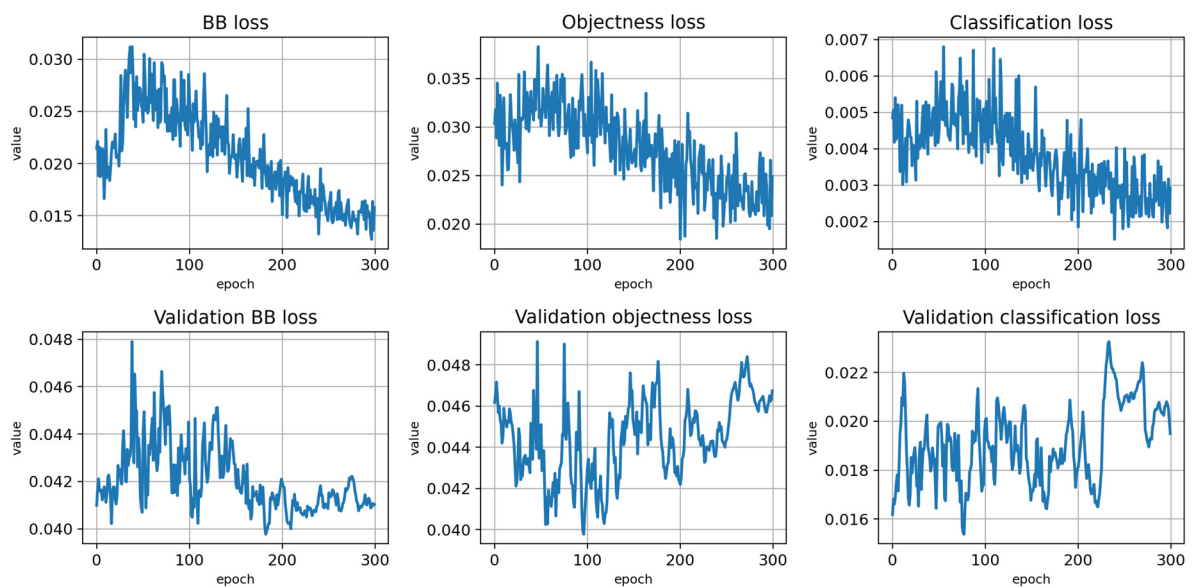 BB loss
0.030
0.025
0.020
0.015
value
0 100 200 300
epoch
Objectness loss
0.035
0.030
0.025
0.020
value
0 100 200 300
epoch
Classification loss
0.007
0.006
0.005
0.004
0.003
0.002
value
0 100 200 300
epoch
Validation BB loss
0.048
0.046
0.044
0.042
0.040
value
0 100 200 300
epoch
Validation objectness loss
0.048
0.046
0.044
0.042
0.040
value
0 100 200 300
epoch
Validation classification loss
0.022
0.020
0.018
0.016
value
0 100 200 300
epoch